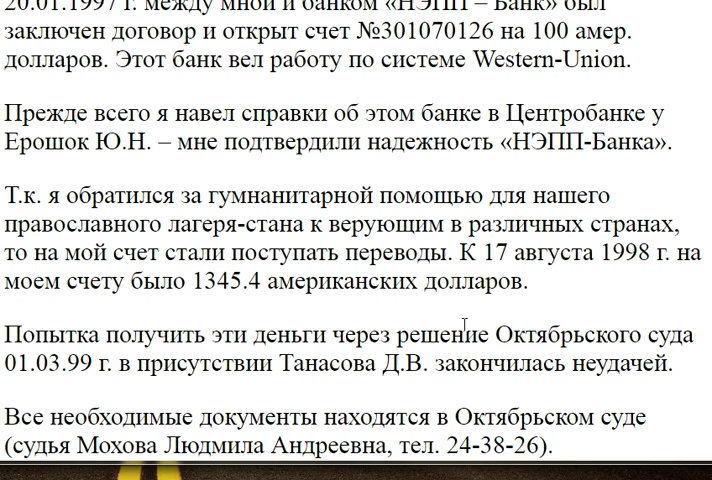 20.01.1997 г. между мной и банком «НЭПП – Банк» был
заключен договор и открыт счет №301070126 на 100 амер.
долларов. Этот банк вел работу по системе Western-Union.
Прежде всего я навел справки об этом банке в Центробанке у
Ерошок Ю.Н. – мне подтвердили надежность «НЭПП-Банка».
Т.к. я обратился за гумнанитарной помощью для нашего
православного лагеря-стана к верующим в различных странах,
то на мой счет стали поступать переводы. К 17 августа 1998 г. на
моем счету было 1345.4 американских долларов.
Попытка получить эти деньги через решение Октябрьского суда
01.03.99 г. в присутствии Танасова Д.В. закончилась неудачей.
Все необходимые документы находятся в Октябрьском суде
(судья Мохова Людмила Андреевна, тел. 24-38-26).